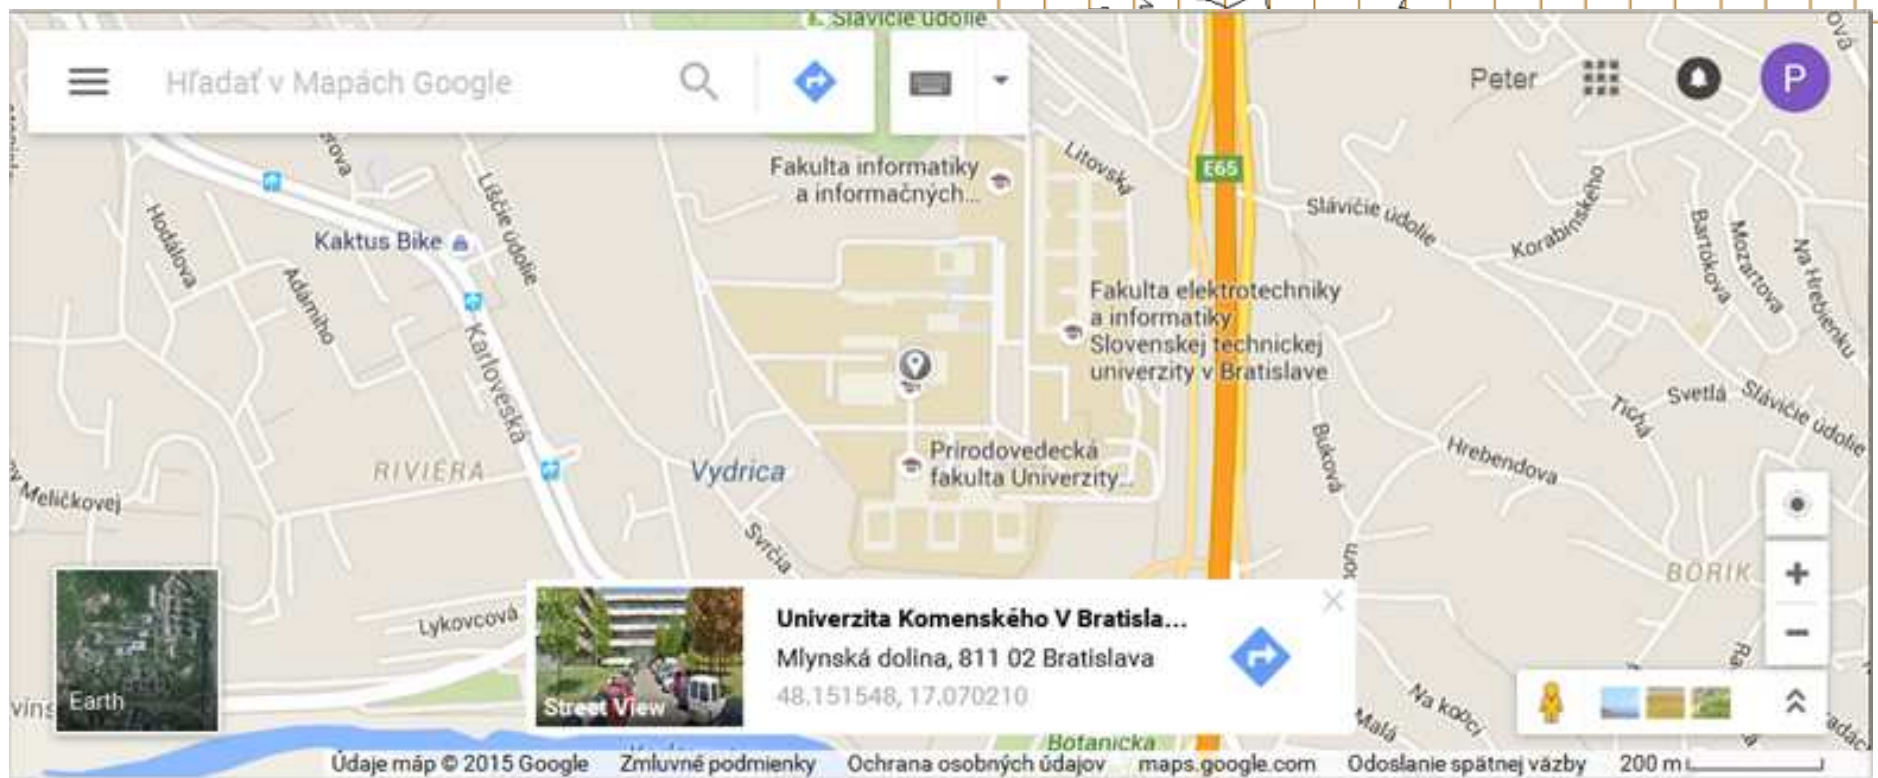 Slávičie údolie
Hľadať v Mapách Google
Peter
P
Fakulta informatiky
a informačných...
Litovská
E65
Slávičie údolie
Korabinského
Bartókova
Mozartova
Na Hrebienku
Líščie údolie
Hodálova
Kaktus Bike
Adámiho
Karloveská
Fakulta elektrotechniky
a informatiky
Slovenskej technickej
univerzity v Bratislave
Svetlá
Slávičie údolie
Tichá
Buková
Hrebendova
RIVIÉRA
Vydrica
Prírodovedecká
fakulta Univerzity...
Meličkovej
Svrčia
BÔRIK
Lykovcová
Earth
Street View
Univerzita Komenského V Bratisla...
Mlynská dolina, 811 02 Bratislava
48.151548, 17.070210
Na kopci
Malá
Botanická
Údaje máp © 2015 Google
Zmluvné podmienky
Ochrana osobných údajov
maps.google.com
Odoslanie spätnej väzby
200 m